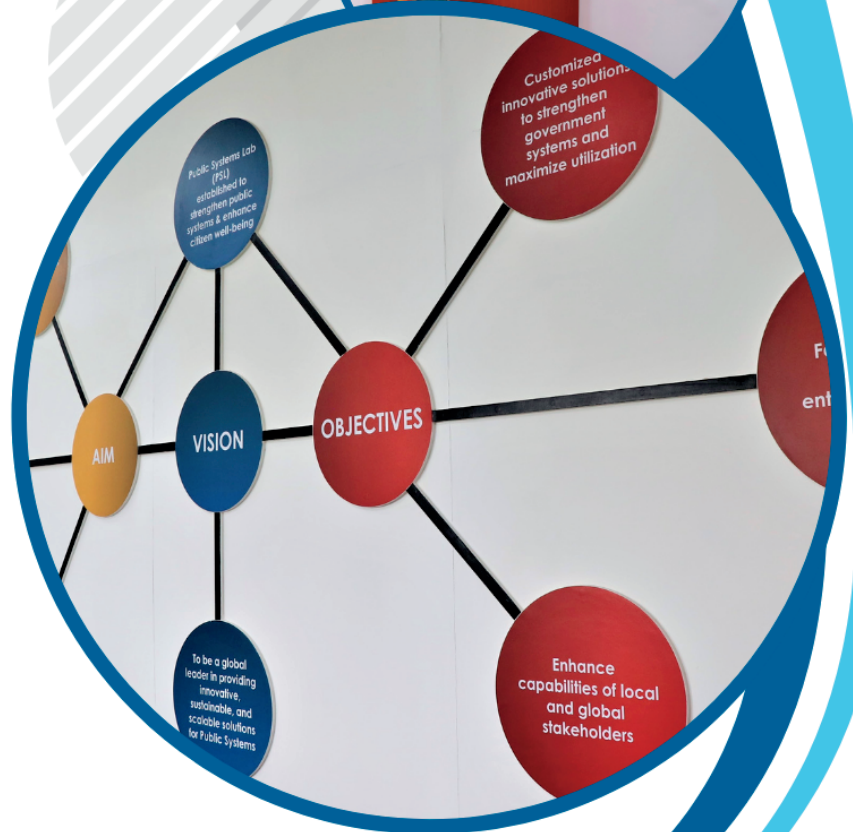 Customized
innovative solutions
to strengthen
government
systems and
maximize utilization
Public Systems Lab
(PSL)
established to
strengthen public
systems & enhance
citizen well-being
AIM
VISION
OBJECTIVES
To be a global
leader in providing
innovative,
sustainable, and
scalable solutions
for Public Systems
Enhance
capabilities of local
and global
stakeholders